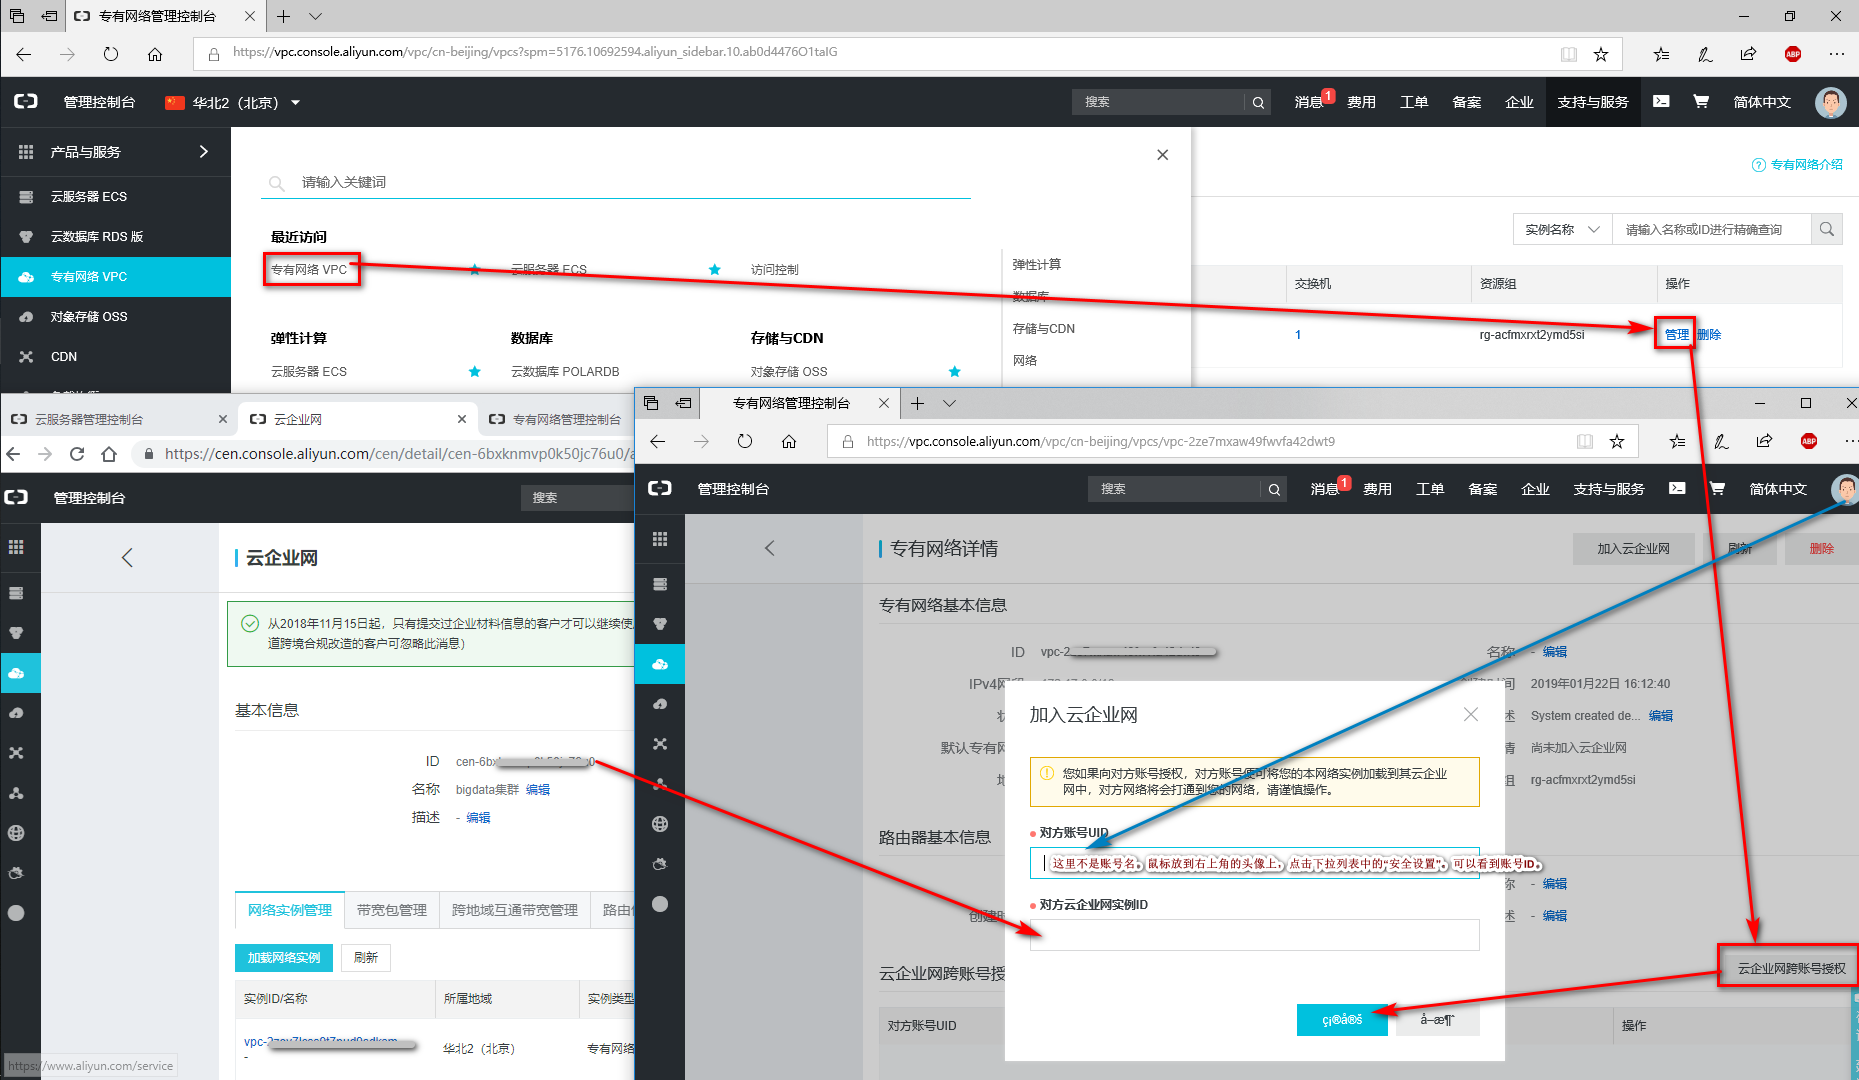 专有网络管理控制台
https://vpc.console.aliyun.com/vpc/cn-beijing/vpcs?spm=5176.10692594.aliyun_sidebar.10.ab0d4476O1taIG
ABP
管理控制台
华北2（北京）
搜索
消息
1
费用
工单
备案
企业
支持与服务
简体中文
产品与服务
云服务器 ECS
云数据库 RDS 版
专有网络 VPC
对象存储 OSS
CDN
请输入关键词
最近访问
专有网络 VPC
云服务器 ECS
访问控制
弹性计算
数据库
存储与CDN
云服务器 ECS
云数据库 POLARDB
对象存储 OSS
弹性计算
数据库
存储与CDN
网络
专有网络介绍
实例名称
请输入名称或ID进行精确查询
交换机
资源组
操作
1
rg-acfmxrxt2ymd5si
管理
删除
云服务器管理控制台
云企业网
专有网络管理控制台
https://cen.console.aliyun.com/cen/detail/cen-6bxknmvp0k50jc76u0/a
管理控制台
搜索
云企业网
从2018年11月15日起，只有提交过企业材料信息的客户才可以继续使
道跨境合规改造的客户可忽略此消息）
基本信息
ID
cen-6bx
名称
bigdata集群 编辑
描述
- 编辑
网络实例管理
带宽包管理
跨地域互通带宽管理
加载网络实例
刷新
实例ID/名称
所属地域
实例类型
vpc-
-
华北2（北京）
专有网络
https://www.aliyun.com/service
专有网络管理控制台
https://vpc.console.aliyun.com/vpc/cn-beijing/vpcs/vpc-2ze7mxaw49fwvfa42dwt9
ABP
管理控制台
搜索
消息
1
费用
工单
备案
企业
支持与服务
简体中文
专有网络详情
加入云企业网
刷新
删除
专有网络基本信息
ID
vpc-2
名称
- 编辑
IPv4网段
2019年01月22日 16:12:40
System created de... 编辑
默认专有网
尚未加入云企业网
rg-acfmxrxt2ymd5si
路由器基本信息
- 编辑
- 编辑
云企业网跨账号授权
云企业网跨账号授权
对方账号UID
操作
加入云企业网
您如果向对方账号授权，对方账号便可将您的本网络实例加载到其云企业
网中，对方网络将会打通到您的网络，请谨慎操作。
对方账号UID
这里不是账号名。鼠标放到右上角的头像上，点击下拉列表中的“安全设置”。可以看到账号ID。
对方云企业网实例ID
ç¡®å®š
å–æ¶ˆ